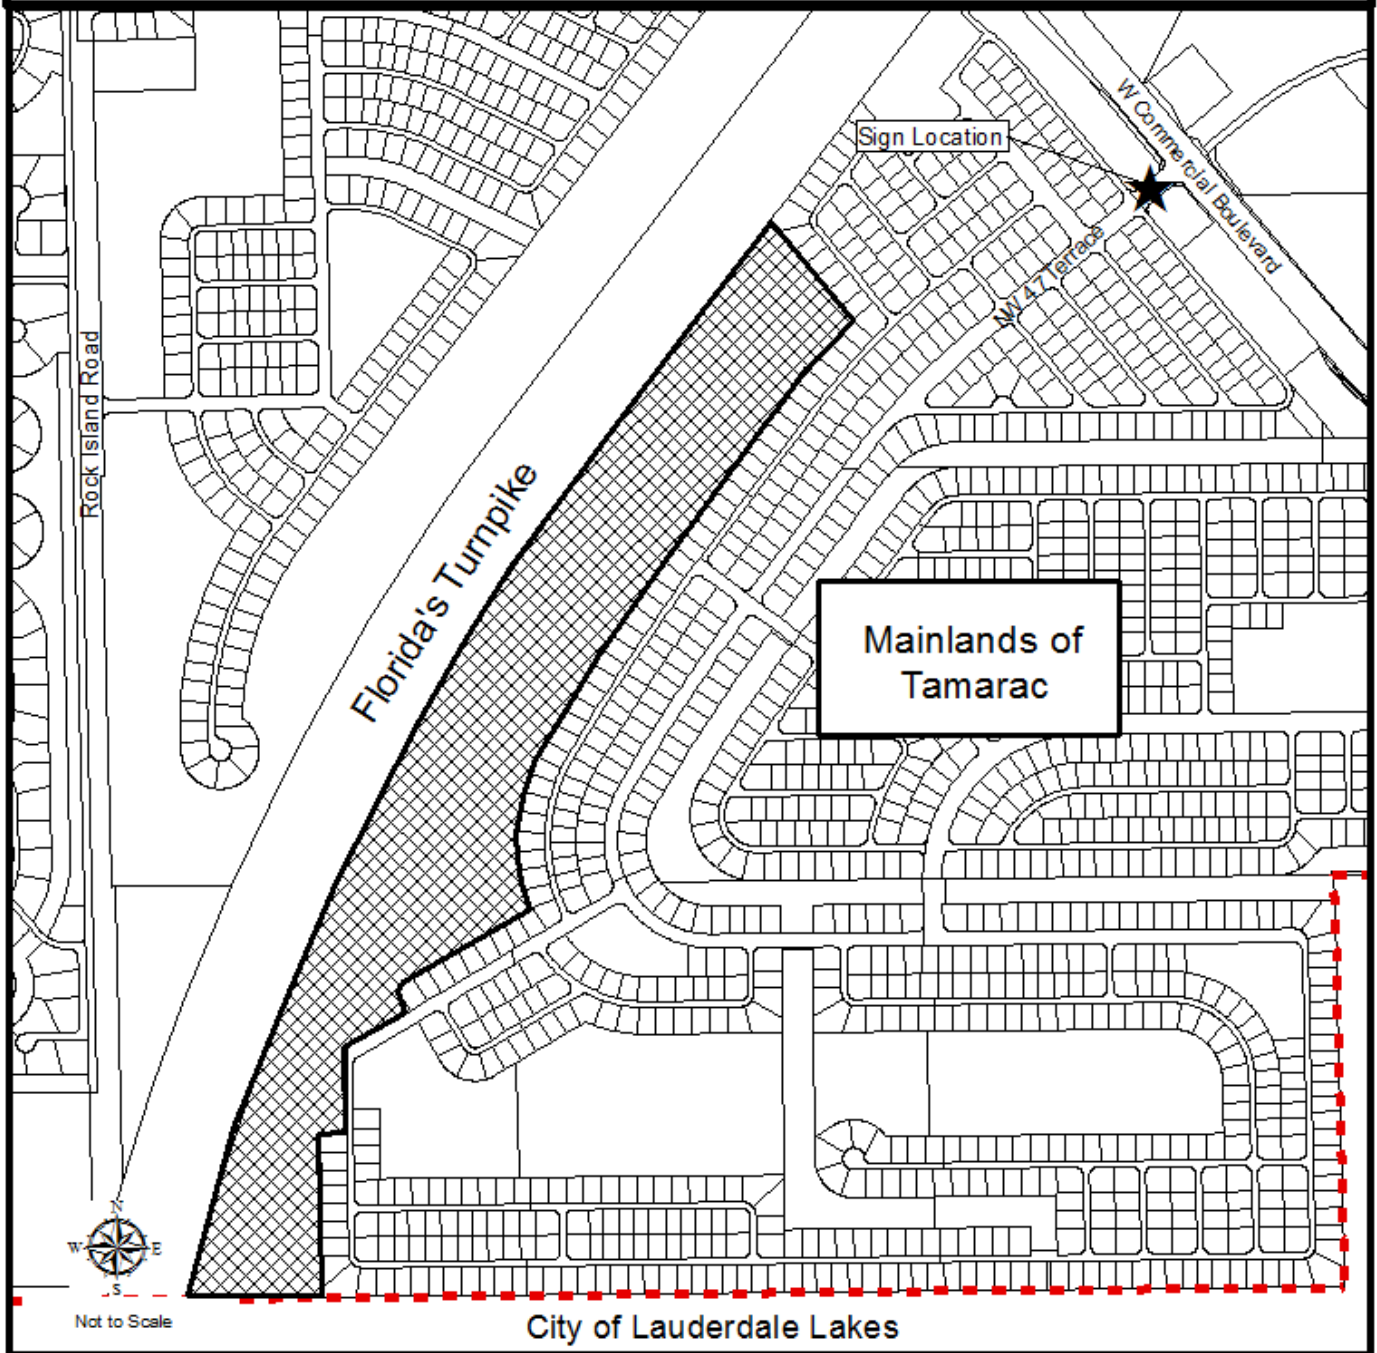 W Commercial Boulevard
Sign Location
NW 47 Terrace
Rock Island Road
Florida's Turnpike
Mainlands of
Tamarac
N
W
E
S
Not to Scale
City of Lauderdale Lakes